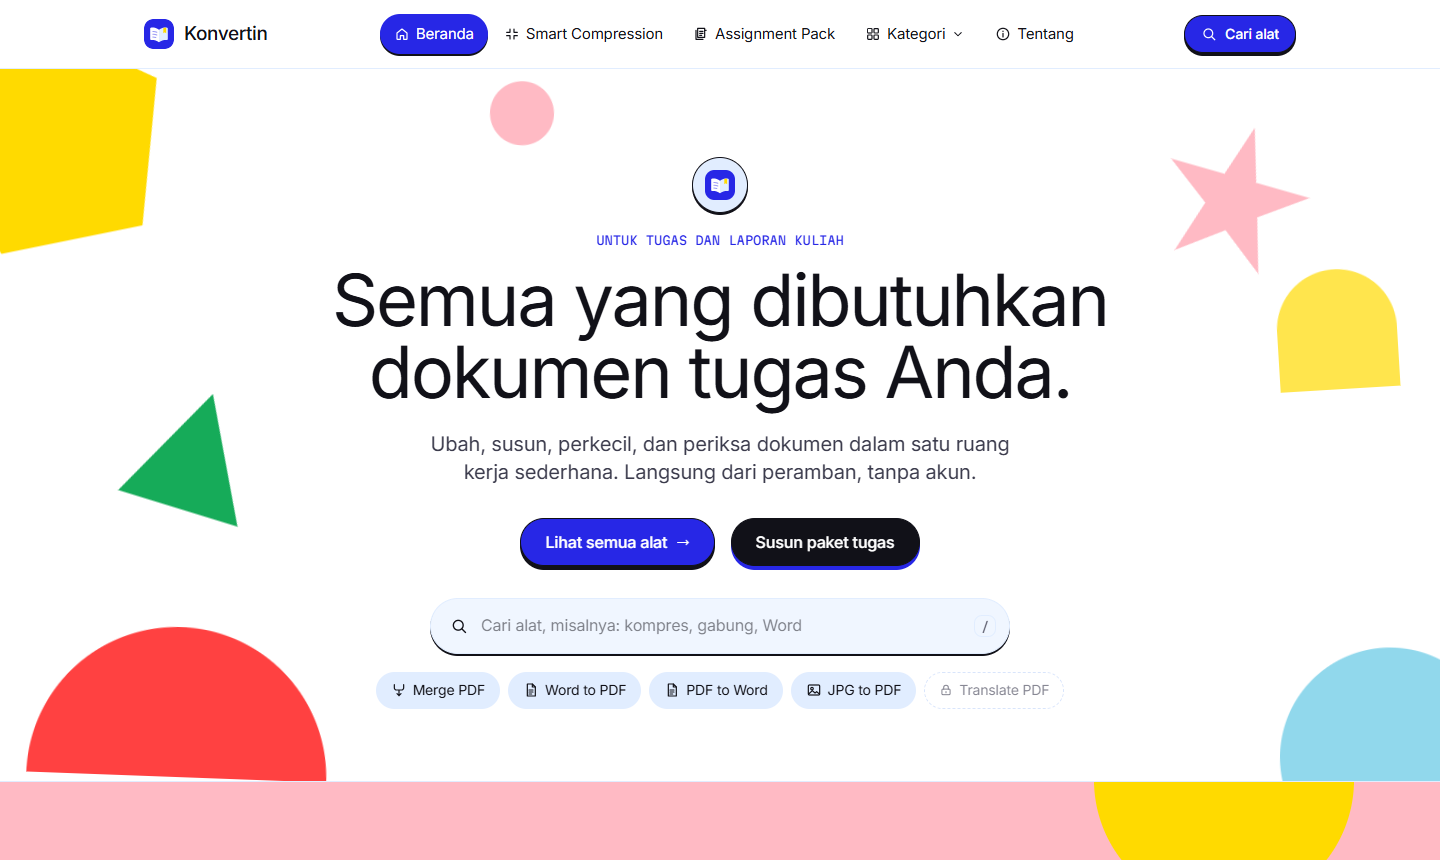 Konvertin
Beranda
Smart Compression
Assignment Pack
Kategori
Tentang
Cari alat
UNTUK TUGAS DAN LAPORAN KULIAH
Semua yang dibutuhkan
dokumen tugas Anda.
Ubah, susun, perkecil, dan periksa dokumen dalam satu ruang
kerja sederhana. Langsung dari peramban, tanpa akun.
Lihat semua alat →
Susun paket tugas
Cari alat, misalnya: kompres, gabung, Word
/
Merge PDF
Word to PDF
PDF to Word
JPG to PDF
Translate PDF